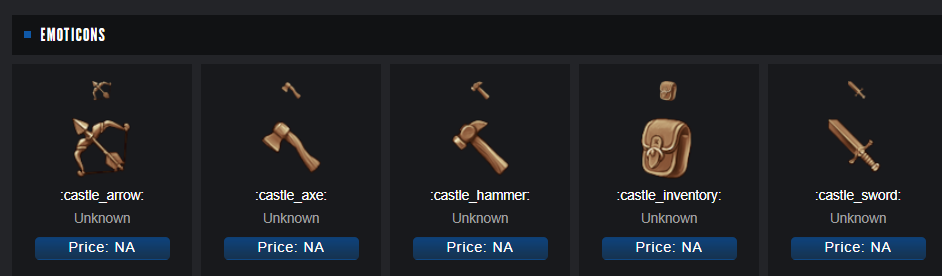 EMOTICONS
:castle_arrow: :castle_axe: :castle_hammer: :castle_inventory: :castle_sword:
Unknown Unknown Unknown Unknown Unknown
Price: NA Price: NA Price: NA Price: NA Price: NA